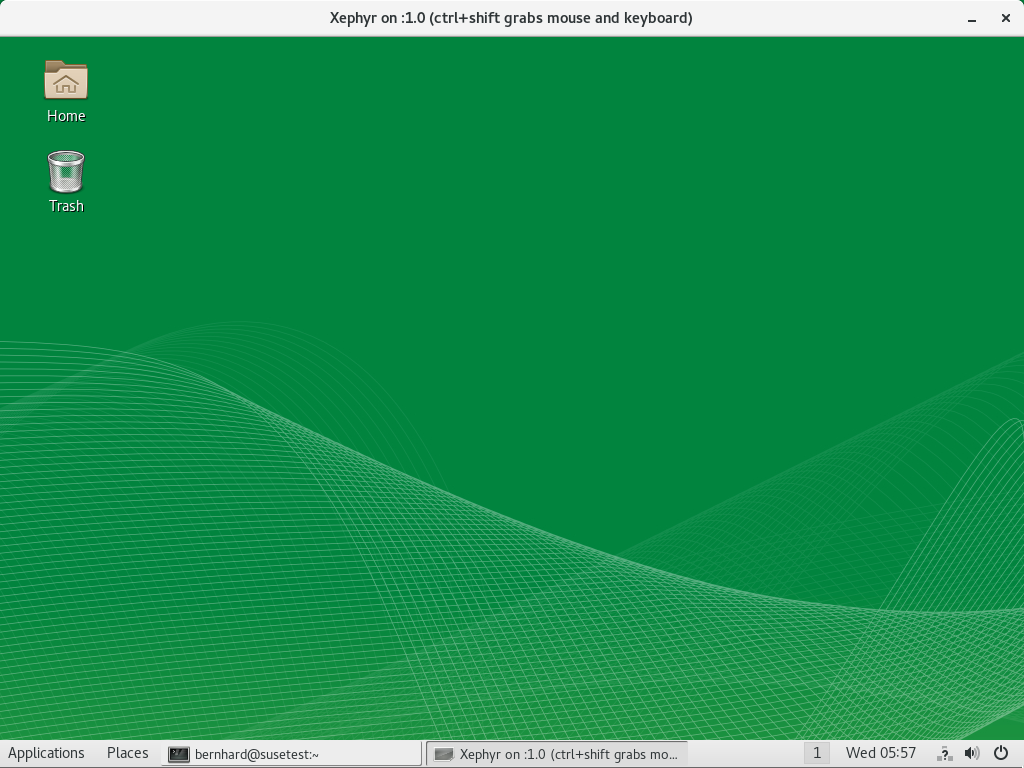 Xephyr on :1.0 (ctrl+shift grabs mouse and keyboard)
Home
Trash
Applications Places bernhard@susetest:~ Xephyr on :1.0 (ctrl+shift grabs mo... 1 Wed 05:57